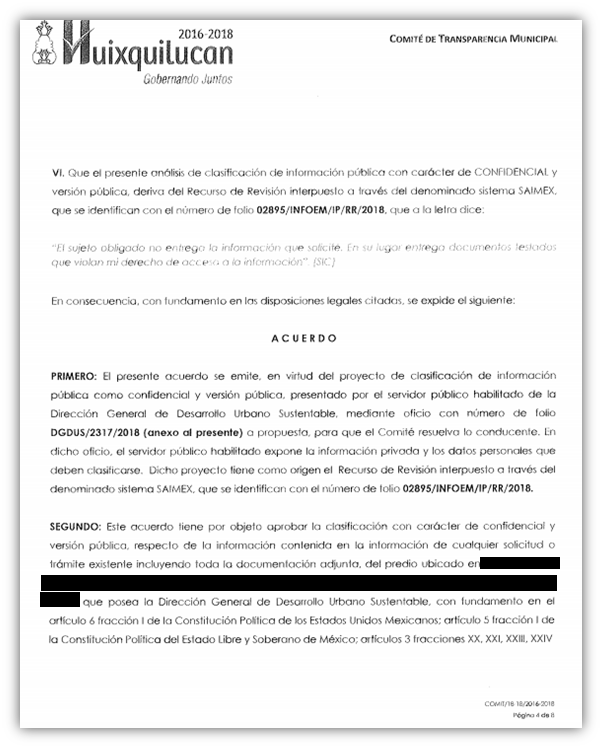 2016-2018
Huixquilucan
Gobernando Juntos
COMITÉ DE TRANSPARENCIA MUNICIPAL
VI. Que el presente análisis de clasificación de información pública con carácter de CONFIDENCIAL y
versión pública, deriva del Recurso de Revisión interpuesto a través del denominado sistema SAIMEX,
que se identifican con el número de folio 02895/INFOEM/IP/RR/2018, que a la letra dice:
"El sujeto obligado no entrega la información que solicité. En su lugar entrega documentos testados
que violan mi derecho de acceso a la información" (SIC)
En consecuencia, con fundamento en las disposiciones legales citadas, se expide el siguiente:
A C U E R D O
PRIMERO: El presente acuerdo se emite, en virtud del proyecto de clasificación de información
pública como confidencial y versión pública, presentado por el servidor público habilitado de la
Dirección General de Desarrollo Urbano Sustentable, mediante oficio con número de folio
DGDUS/2317/2018 (anexo al presente) a propuesta, para que el Comité resuelva lo conducente. En
dicho oficio, el servidor público habilitado expone la información privada y los datos personales que
deben clasificarse. Dicho proyecto tiene como origen el Recurso de Revisión interpuesto a través del
denominado sistema SAIMEX, que se identifican con el número de folio 02895/INFOEM/IP/RR/2018.
SEGUNDO: Este acuerdo tiene por objeto aprobar la clasificación con carácter de confidencial y
versión pública, respecto de la información contenida en la información de cualquier solicitud o
trámite existente incluyendo toda la documentación adjunta, del predio ubicado en
que posea la Dirección General de Desarrollo Urbano Sustentable, con fundamento en el
artículo 6 fracción I de la Constitución Política de los Estados Unidos Mexicanos; artículo 5 fracción I de
la Constitución Política del Estado Libre y Soberano de México; artículos 3 fracciones XX, XXI, XXIII, XXIV
COMIT/16-18/2016-2018
Página 4 de 8